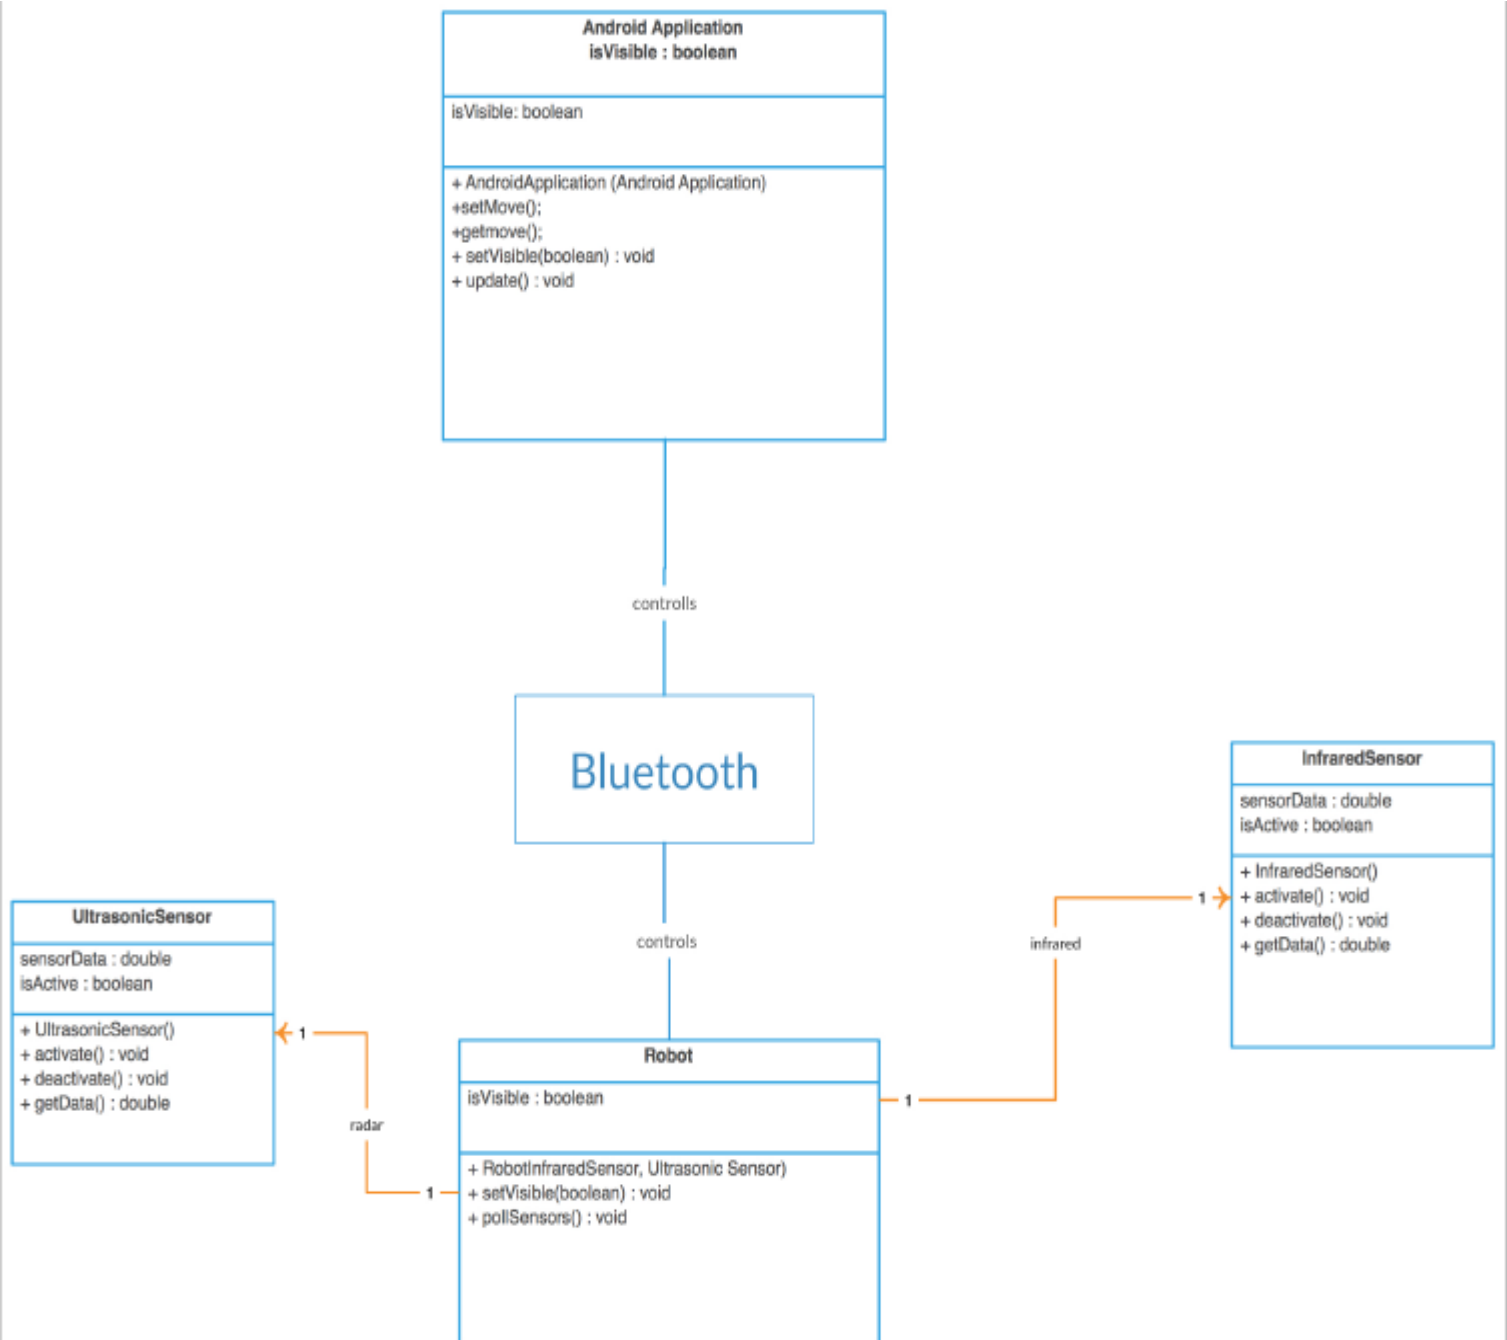 Android Application
isVisible : boolean
isVisible: boolean
+ AndroidApplication (Android Application)
+setMove();
+getmove();
+ setVisible(boolean) : void
+ update() : void
controlls
Bluetooth
controls
InfraredSensor
sensorData : double
isActive : boolean
+ InfraredSensor()
+ activate() : void
+ deactivate() : void
+ getData() : double
1
infrared
1
UltrasonicSensor
sensorData : double
isActive : boolean
+ UltrasonicSensor()
+ activate() : void
+ deactivate() : void
+ getData() : double
1
radar
1
Robot
isVisible : boolean
+ RobotInfraredSensor, Ultrasonic Sensor)
+ setVisible(boolean) : void
+ pollSensors() : void